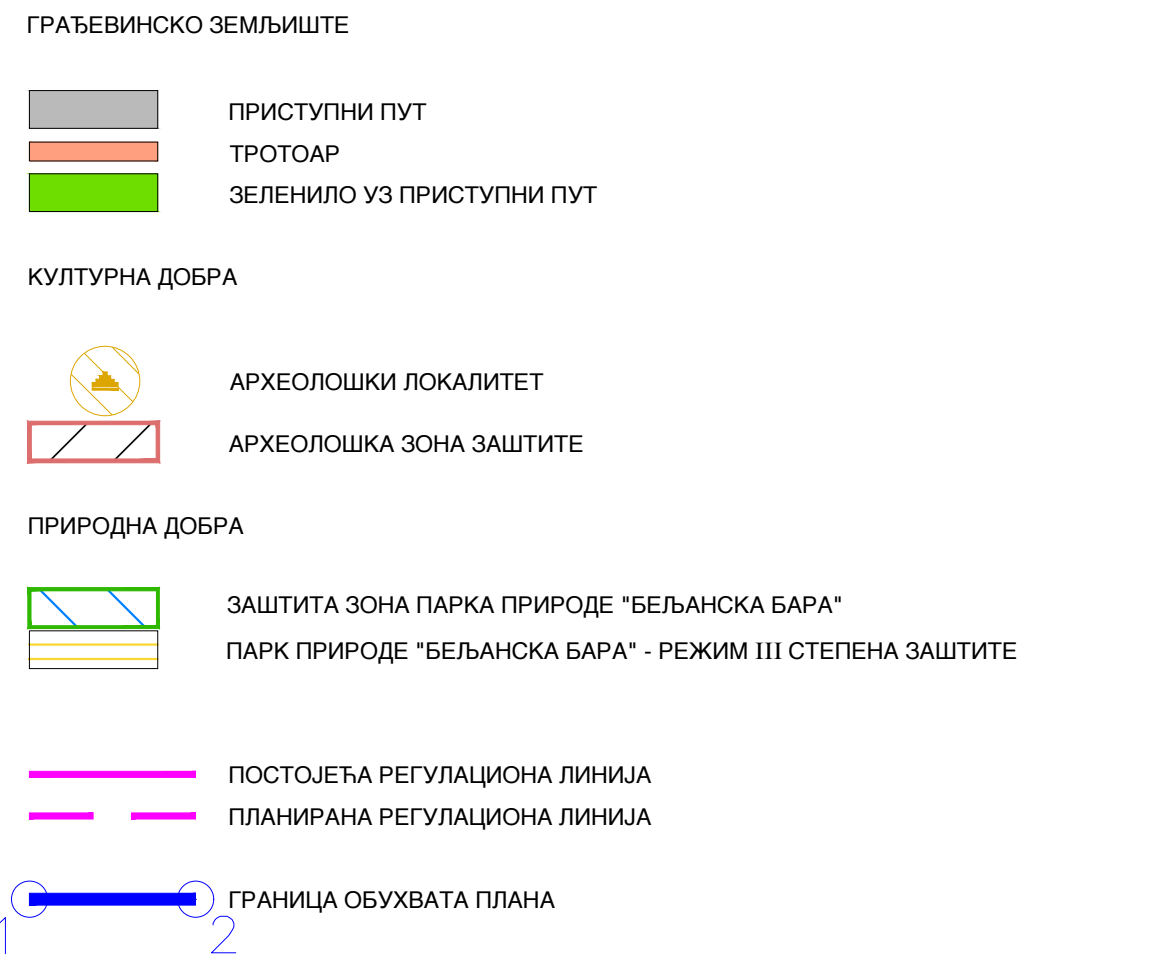 ГРАЂЕВИНСКО ЗЕМЉИШТЕ
ПРИСТУПНИ ПУТ
ТРОТОАР
ЗЕЛЕНИЛО УЗ ПРИСТУПНИ ПУТ
КУЛТУРНА ДОБРА
АРХЕОЛОШКИ ЛОКАЛИТЕТ
АРХЕОЛОШКА ЗОНА ЗАШТИТЕ
ПРИРОДНА ДОБРА
ЗАШТИТА ЗОНА ПАРКА ПРИРОДЕ "БЕЉАНСКА БАРА"
ПАРК ПРИРОДЕ "БЕЉАНСКА БАРА" - РЕЖИМ III СТЕПЕНА ЗАШТИТЕ
ПОСТОЈЕЋА РЕГУЛАЦИОНА ЛИНИЈА
ПЛАНИРАНА РЕГУЛАЦИОНА ЛИНИЈА
ГРАНИЦА ОБУХВАТА ПЛАНА
1 2